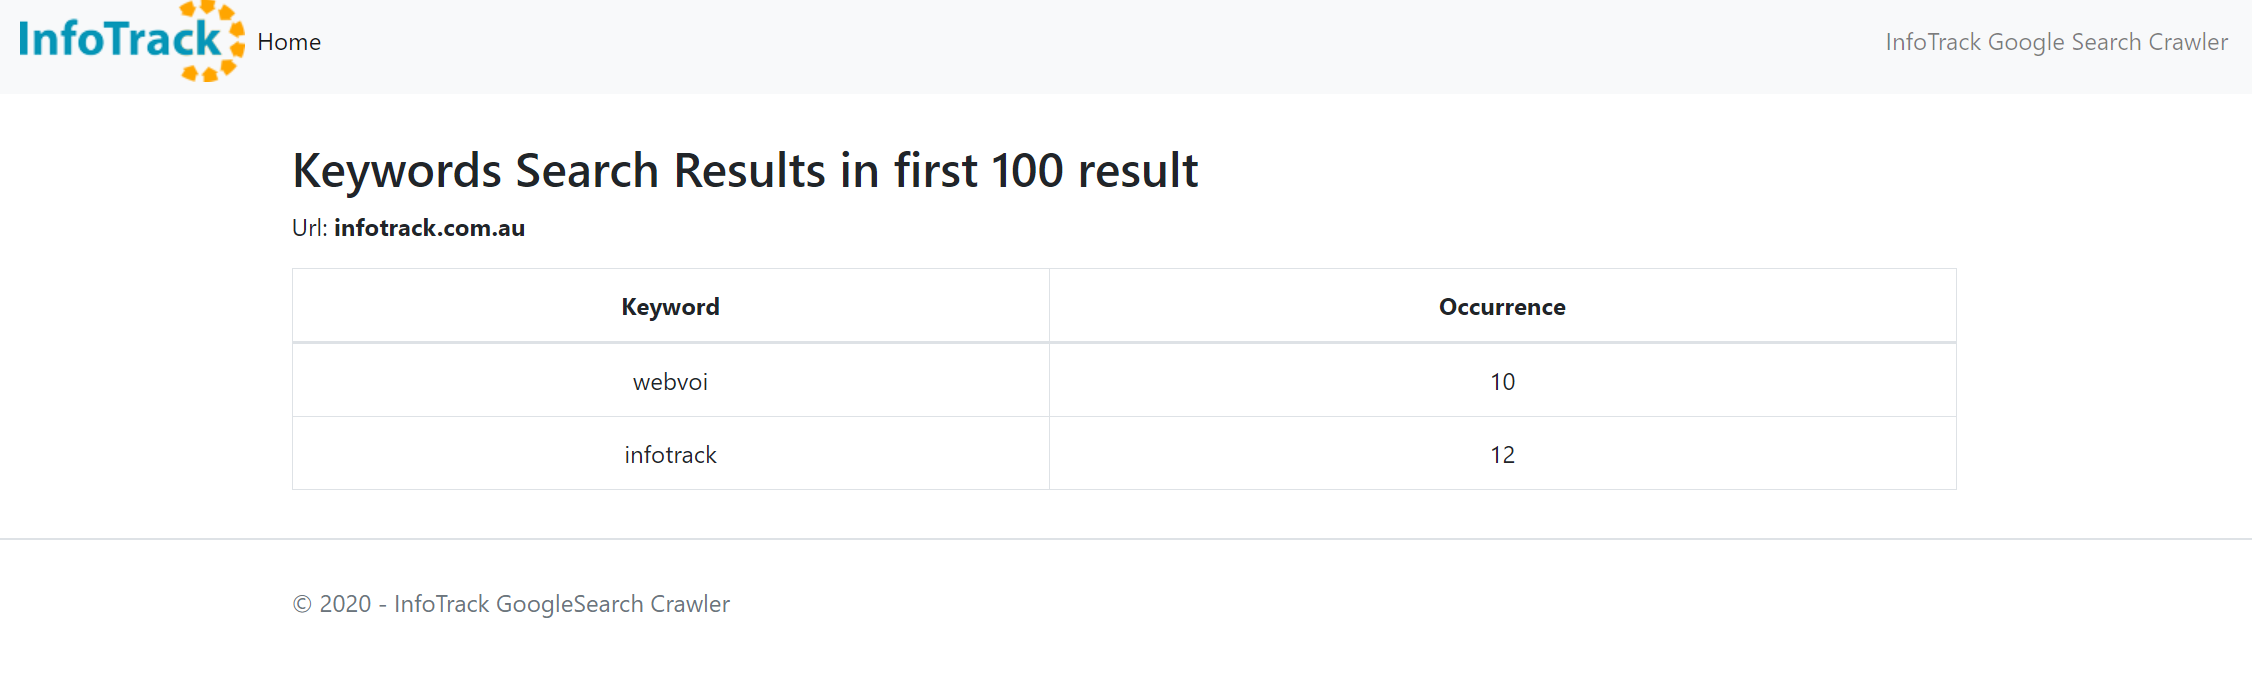 InfoTrack Home InfoTrack Google Search Crawler
Keywords Search Results in first 100 result
Url: infotrack.com.au
Keyword Occurrence
webvoi 10
infotrack 12
© 2020 - InfoTrack GoogleSearch Crawler